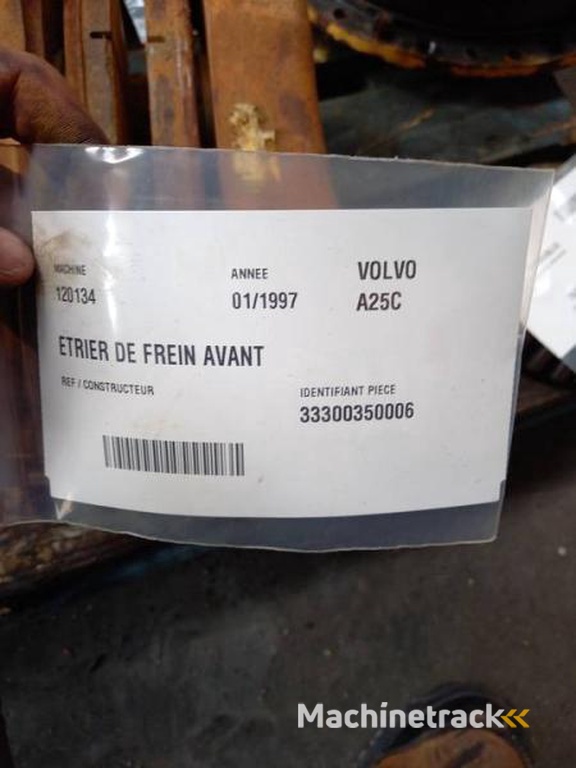 MACHINE ANNEE VOLVO
120134 01/1997 A25C
ETRIER DE FREIN AVANT
REF / CONSTRUCTEUR IDENTIFIANT PIECE
33300350006
Machinetrack